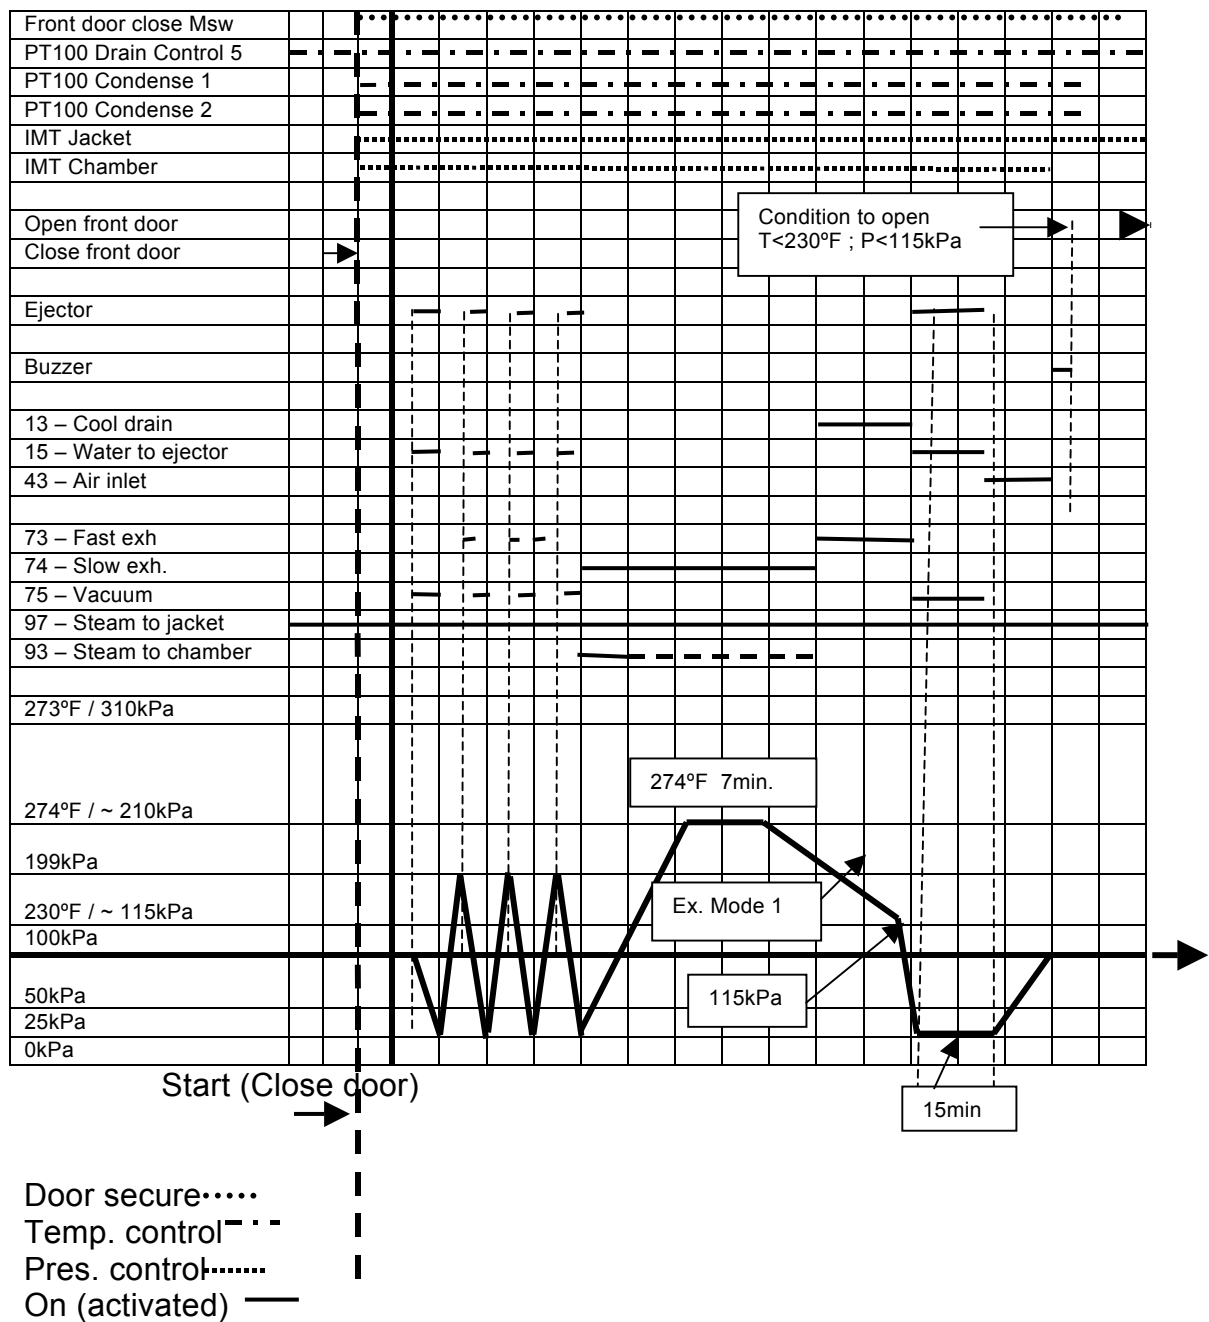 Front door close Msw
PT100 Drain Control 5
PT100 Condense 1
PT100 Condense 2
IMT Jacket
IMT Chamber
Condition to open
T<230ºF ; P<115kPa
Open front door
Close front door
Ejector
Buzzer
13 – Cool drain
15 – Water to ejector
43 – Air inlet
73 – Fast exh
74 – Slow exh.
75 – Vacuum
97 – Steam to jacket
93 – Steam to chamber
273ºF / 310kPa
274ºF 7min.
274ºF / ~ 210kPa
199kPa
Ex. Mode 1
230ºF / ~ 115kPa
100kPa
115kPa
50kPa
25kPa
0kPa
Start (Close door)
15min
Door secure
Temp. control
Pres. control
On (activated)